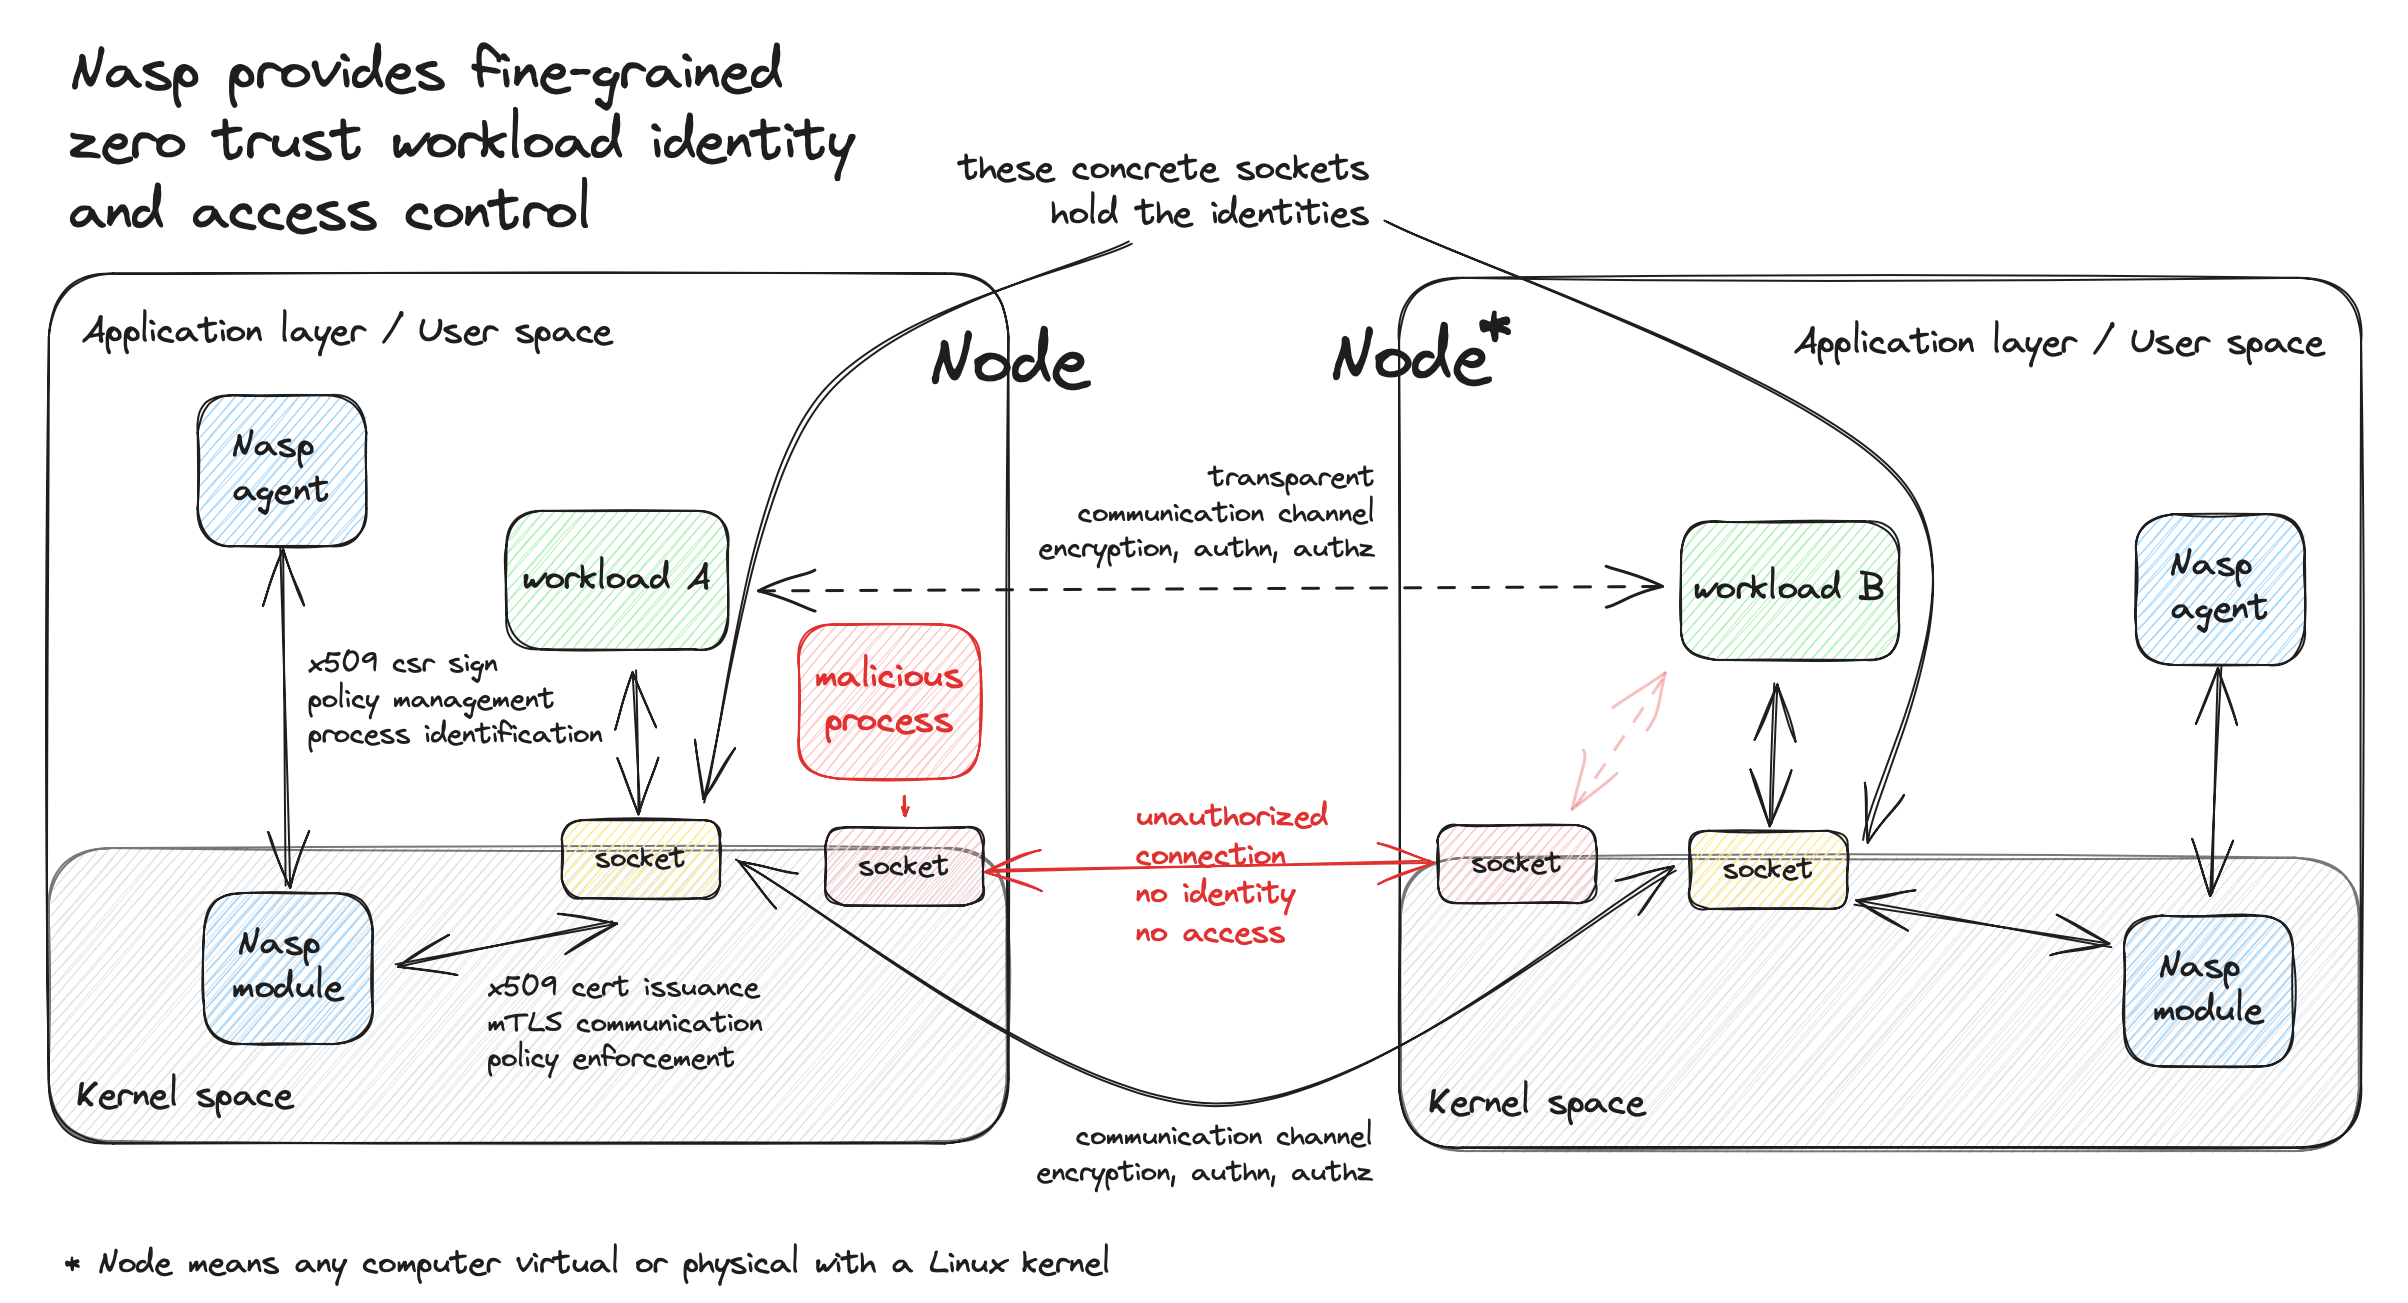 Nasp provides fine-grained
zero trust workload identity
and access control
these concrete sockets
hold the identities
Application layer / User space
Node
Node*
Application layer / User space
Nasp
agent
workload A
transparent
communication channel
encryption, authn, authz
workload B
Nasp
agent
x509 csr sign
policy management
process identification
malicious
process
socket
socket
unauthorized
connection
no identity
no access
socket
socket
Nasp
module
x509 cert issuance
mTLS communication
policy enforcement
Nasp
module
Kernel space
Kernel space
communication channel
encryption, authn, authz
* Node means any computer virtual or physical with a Linux kernel